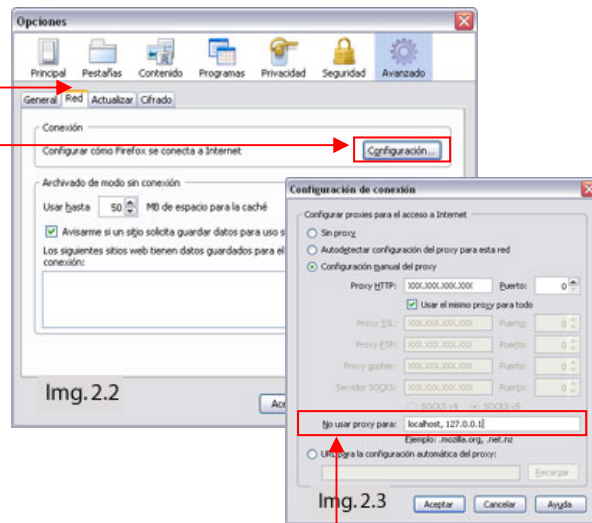 Opciones
Principal Pestañas Contenido Programas Privacidad Seguridad Avanzado
General Red Actualizar Cifrado
Conexión
Configurar cómo Firefox se conecta a Internet Configuración...
Archivado de modo sin conexión
Usar hasta 50 MB de espacio para la caché
Avisarme si un sitio solicita guardar datos para uso s
Los siguientes sitios web tienen datos guardados para el
conexión:
Img. 2.2
Ace
Configuración de conexión
Configurar proxies para el acceso a Internet
Sin proxy
Autodetectar configuración del proxy para esta red
Configuración manual del proxy
Proxy HTTP: XXX.XXX.XXX.XXX Puerto: 0
Usar el mismo proxy para todo
Proxy SSL: XXX.XXX.XXX.XXX Puerto: 0
Proxy FTP: XXX.XXX.XXX.XXX Puerto: 0
Proxy gopher: XXX.XXX.XXX.XXX Puerto: 0
Servidor SOCKS: XXX.XXX.XXX.XXX Puerto: 0
SOCKS v4 SOCKS v5
No usar proxy para: localhost, 127.0.0.1
Ejemplo: .mozilla.org, .net.nz
URL para la configuración automática del proxy:
Recargar
Img. 2.3
Aceptar Cancelar Ayuda